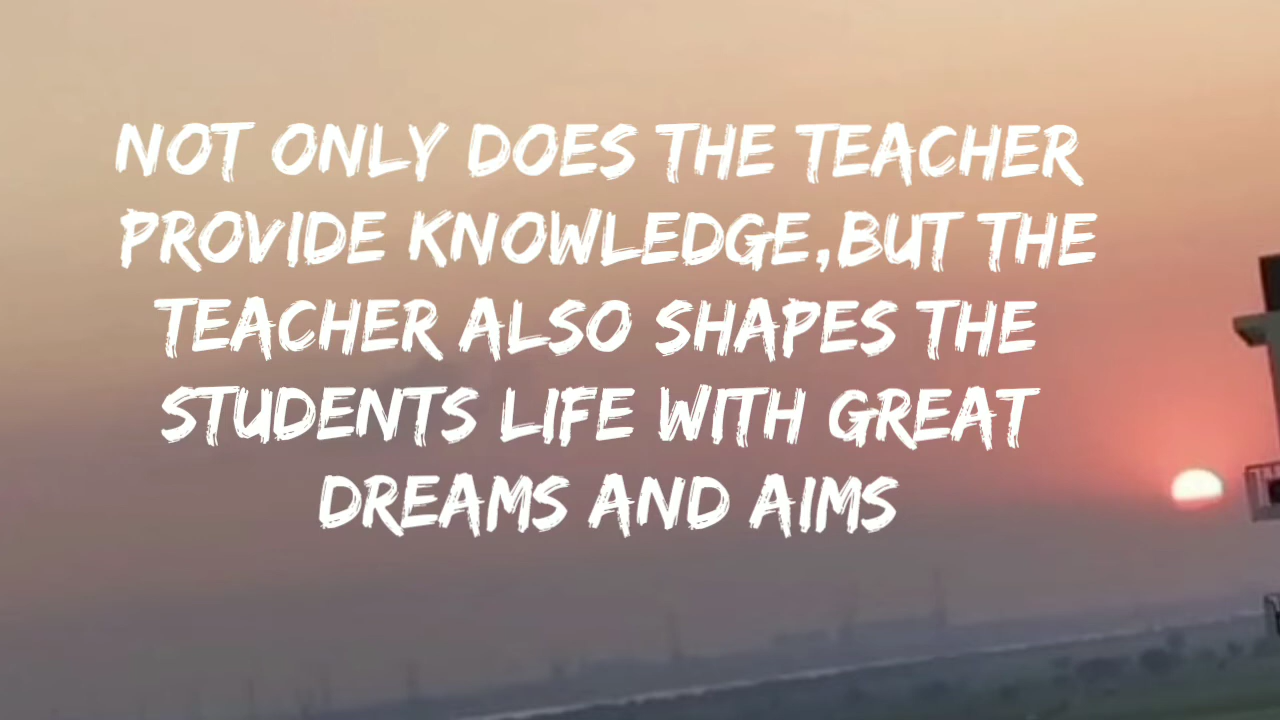 NOT ONLY DOES THE TEACHER
PROVIDE KNOWLEDGE,BUT THE
TEACHER ALSO SHAPES THE
STUDENTS LIFE WITH GREAT
DREAMS AND AIMS